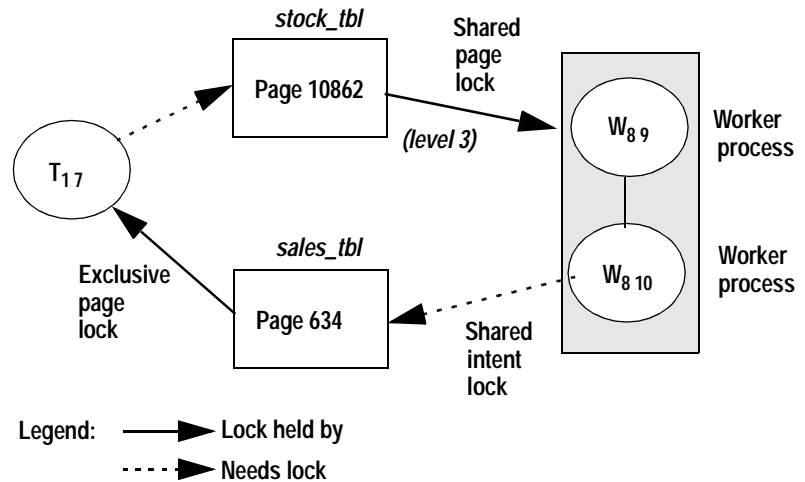 stock_tbl
Page 10862
Shared
page
lock
(level 3)
W8 9
Worker
process
T1 7
sales_tbl
Page 634
Exclusive
page
lock
W8 10
Worker
process
Shared
intent
lock
Legend:
Lock held by
Needs lock